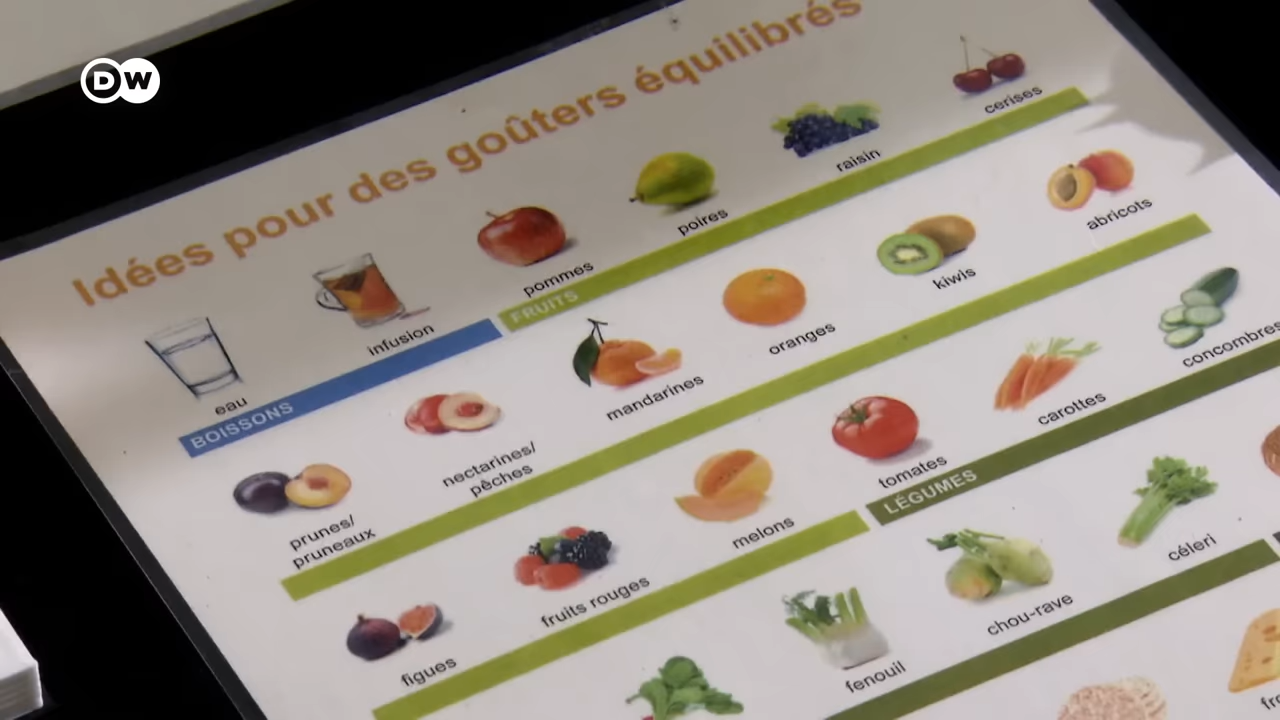 DW
Idées pour des goûters équilibrés
eau
infusion
pommes
poires
raisin
cerises
BOISSONS
FRUITS
prunes/
pruneaux
nectarines/
pêches
mandarines
oranges
kiwis
abricots
figues
fruits rouges
melons
tomates
carottes
concombres
LÉGUMES
fenouil
chou-rave
céleri